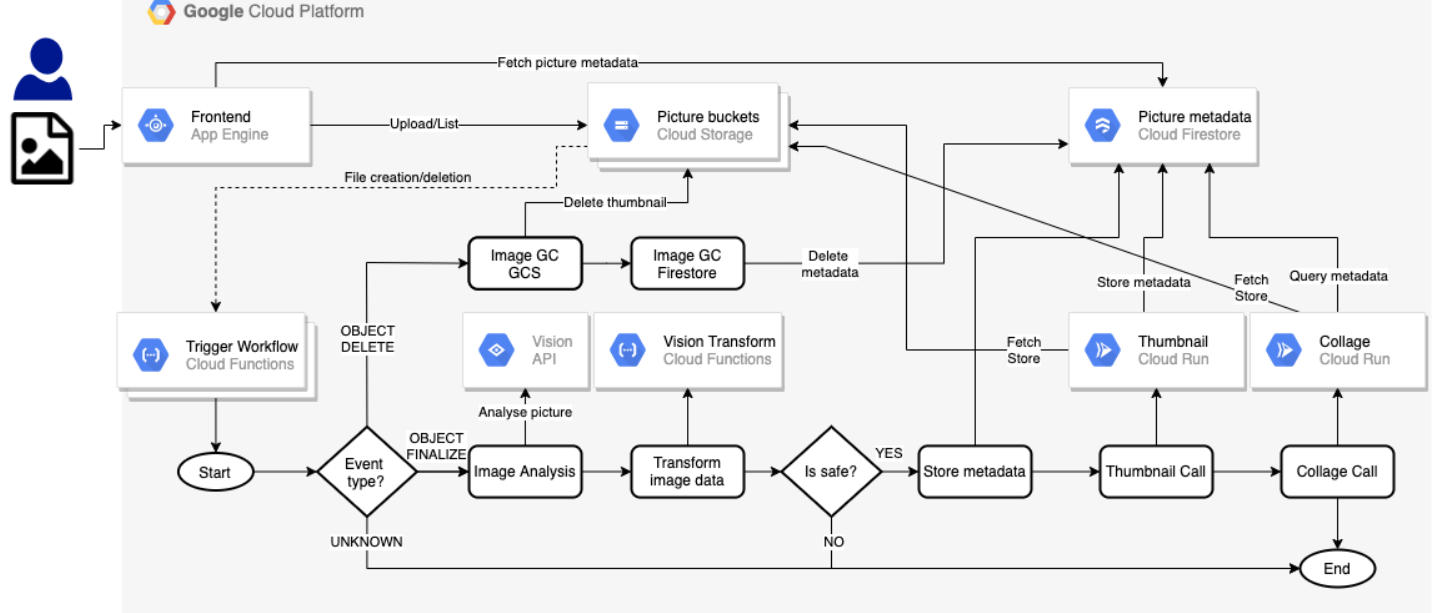 Google Cloud Platform
Fetch picture metadata
Frontend
App Engine
Upload/List
Picture buckets
Cloud Storage
Picture metadata
Cloud Firestore
File creation/deletion
Delete thumbnail
Image GC
GCS
Image GC
Firestore
Delete
metadata
Store metadata
Fetch
Store
Query metadata
OBJECT
DELETE
Trigger Workflow
Cloud Functions
Vision
API
Vision Transform
Cloud Functions
Fetch
Store
Thumbnail
Cloud Run
Collage
Cloud Run
Analyse picture
OBJECT
FINALIZE
Start
Event
type?
Image Analysis
Transform
image data
Is safe?
YES
Store metadata
Thumbnail Call
Collage Call
UNKNOWN
NO
End